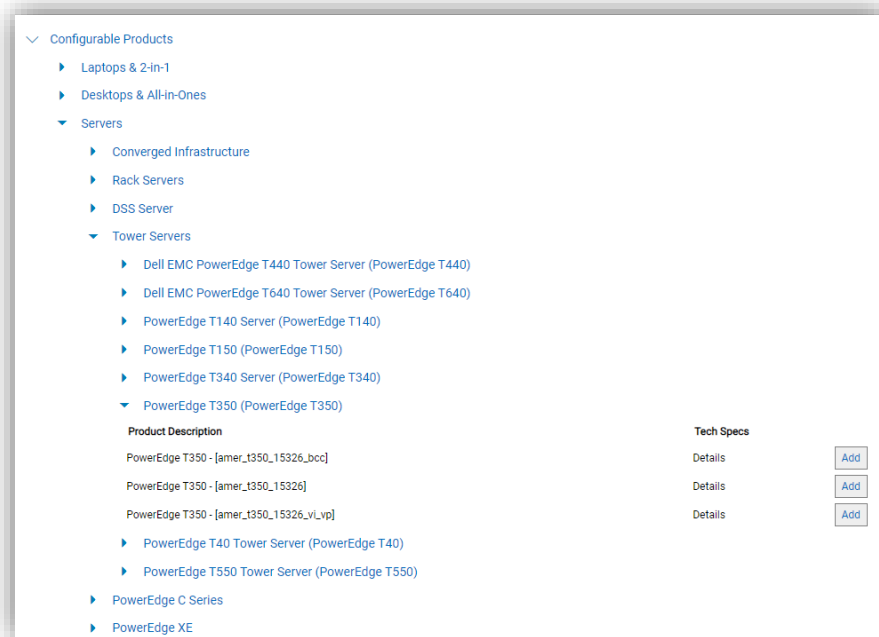 Configurable Products
Laptops & 2-in-1
Desktops & All-in-Ones
Servers
Converged Infrastructure
Rack Servers
DSS Server
Tower Servers
Dell EMC PowerEdge T440 Tower Server (PowerEdge T440)
Dell EMC PowerEdge T640 Tower Server (PowerEdge T640)
PowerEdge T140 Server (PowerEdge T140)
PowerEdge T150 (PowerEdge T150)
PowerEdge T340 Server (PowerEdge T340)
PowerEdge T350 (PowerEdge T350)
Product Description Tech Specs
PowerEdge T350 - [amer_t350_15326_bcc] Details Add
PowerEdge T350 - [amer_t350_15326] Details Add
PowerEdge T350 - [amer_t350_15326_vi_vp] Details Add
PowerEdge T40 Tower Server (PowerEdge T40)
PowerEdge T550 Tower Server (PowerEdge T550)
PowerEdge C Series
PowerEdge XE